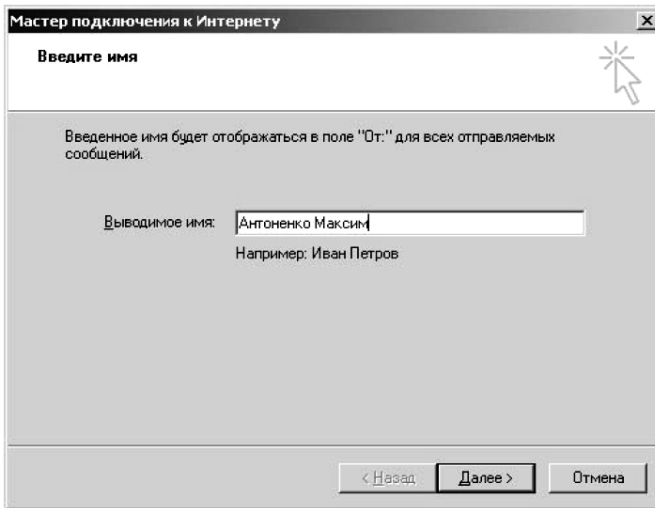 Мастер подключения к Интернету
Введите имя
Введенное имя будет отображаться в поле "От:" для всех отправляемых
сообщений.
Выводимое имя: Антоненко Максим
Например: Иван Петров
< Назад Далее > Отмена